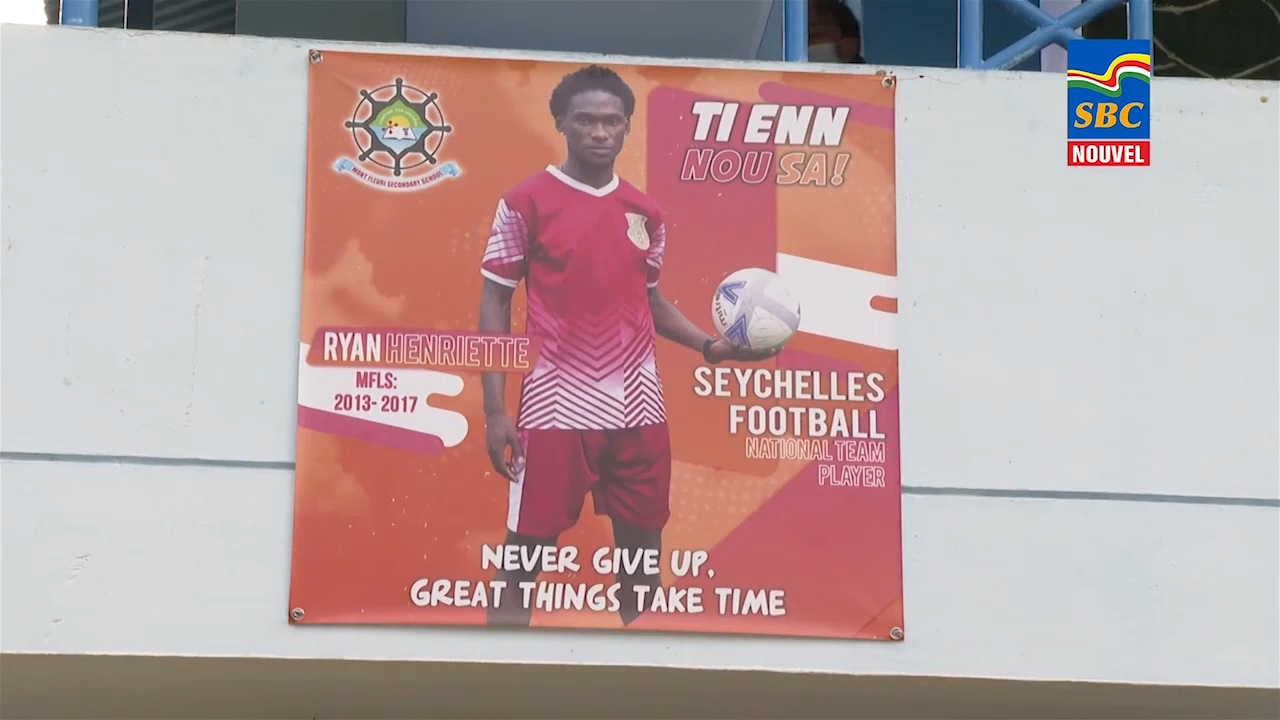 TI ENN
NOU SA!
MONT FLEURI SECONDARY SCHOOL
SBC
NOUVEL
mitre
RYAN HENRIETTE
MFLS:
2013-2017
SEYCHELLES
FOOTBALL
NATIONAL TEAM
PLAYER
NEVER GIVE UP,
GREAT THINGS TAKE TIME